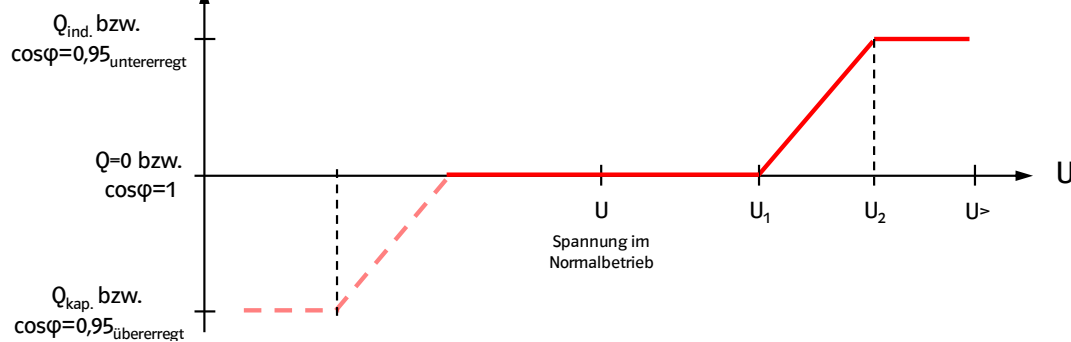 Qind. bzw.
cosφ=0,95untererregt
Q=0 bzw.
cosφ=1
U
U
U1
U2
U>
Spannung im
Normalbetrieb
Qkap. bzw.
cosφ=0,95übererregt